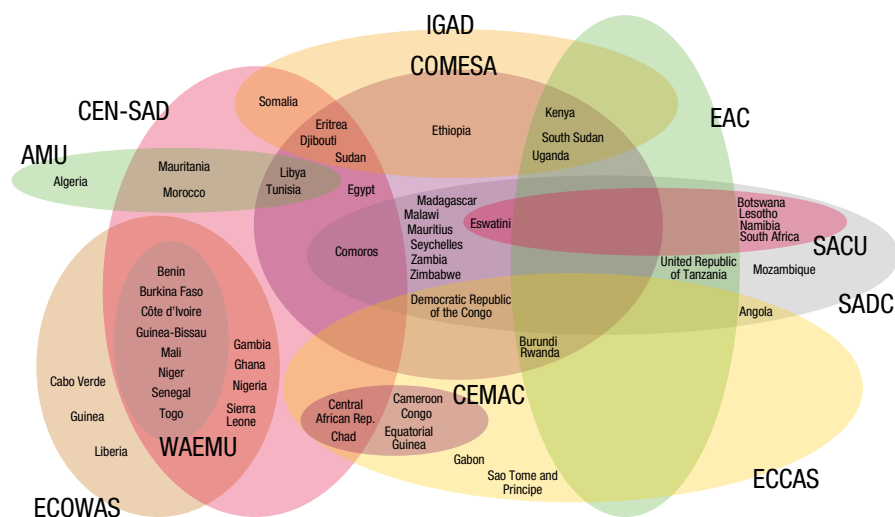 IGAD
COMESA
CEN-SAD
EAC
AMU
Somalia
Eritrea
Djibouti
Sudan
Ethiopia
Kenya
South Sudan
Uganda
Algeria
Mauritania
Morocco
Libya
Tunisia
Egypt
Madagascar
Malawi
Mauritius
Seychelles
Zambia
Zimbabwe
Eswatini
Botswana
Lesotho
Namibia
South Africa
SACU
Comoros
United Republic
of Tanzania
Mozambique
SADC
Democratic Republic
of the Congo
Angola
Burundi
Rwanda
Benin
Burkina Faso
Côte d'Ivoire
Guinea-Bissau
Mali
Niger
Senegal
Togo
Gambia
Ghana
Nigeria
Sierra
Leone
Cabo Verde
Guinea
Liberia
WAEMU
ECOWAS
CEMAC
Central
African Rep.
Chad
Cameroon
Congo
Equatorial
Guinea
Gabon
Sao Tome and
Principe
ECCAS